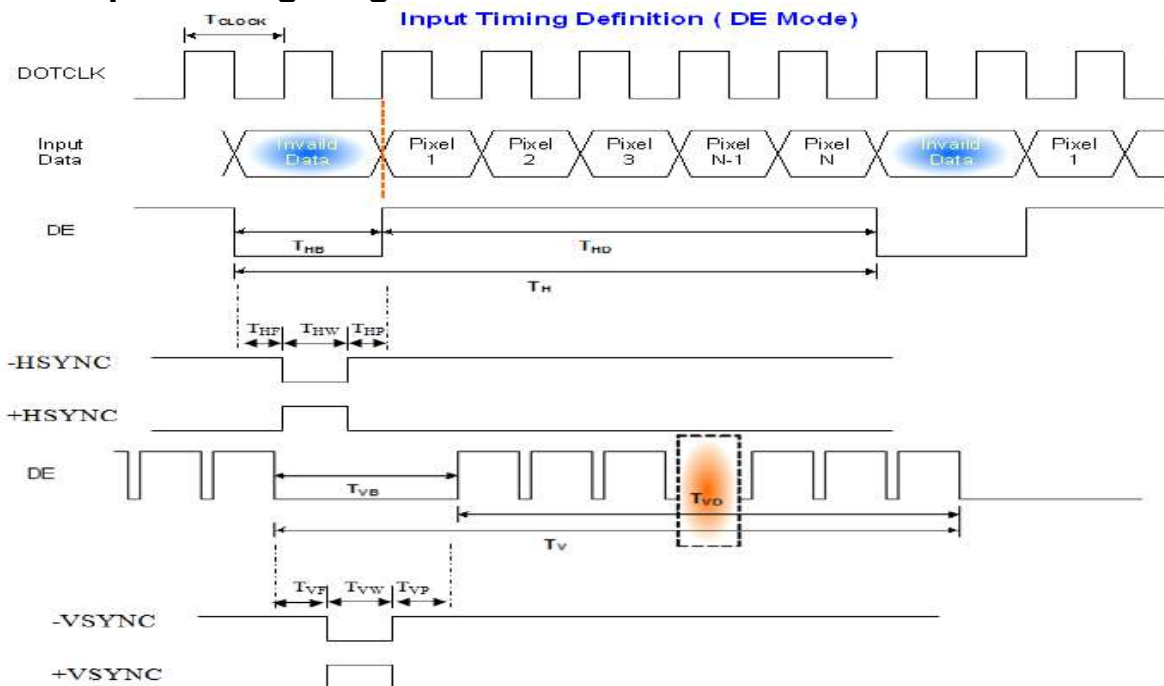 Input Timing Definition ( DE Mode)
TCLOCK
DOTCLK
Input
Data
Invaild
Data
Pixel
1
Pixel
2
Pixel
3
Pixel
N-1
Pixel
N
Invaild
Data
Pixel
1
DE
THB
THD
TH
THF
THW
THP
-HSYNC
+HSYNC
DE
TVB
TVD
TV
TVF
TVW
TVP
-VSYNC
+VSYNC